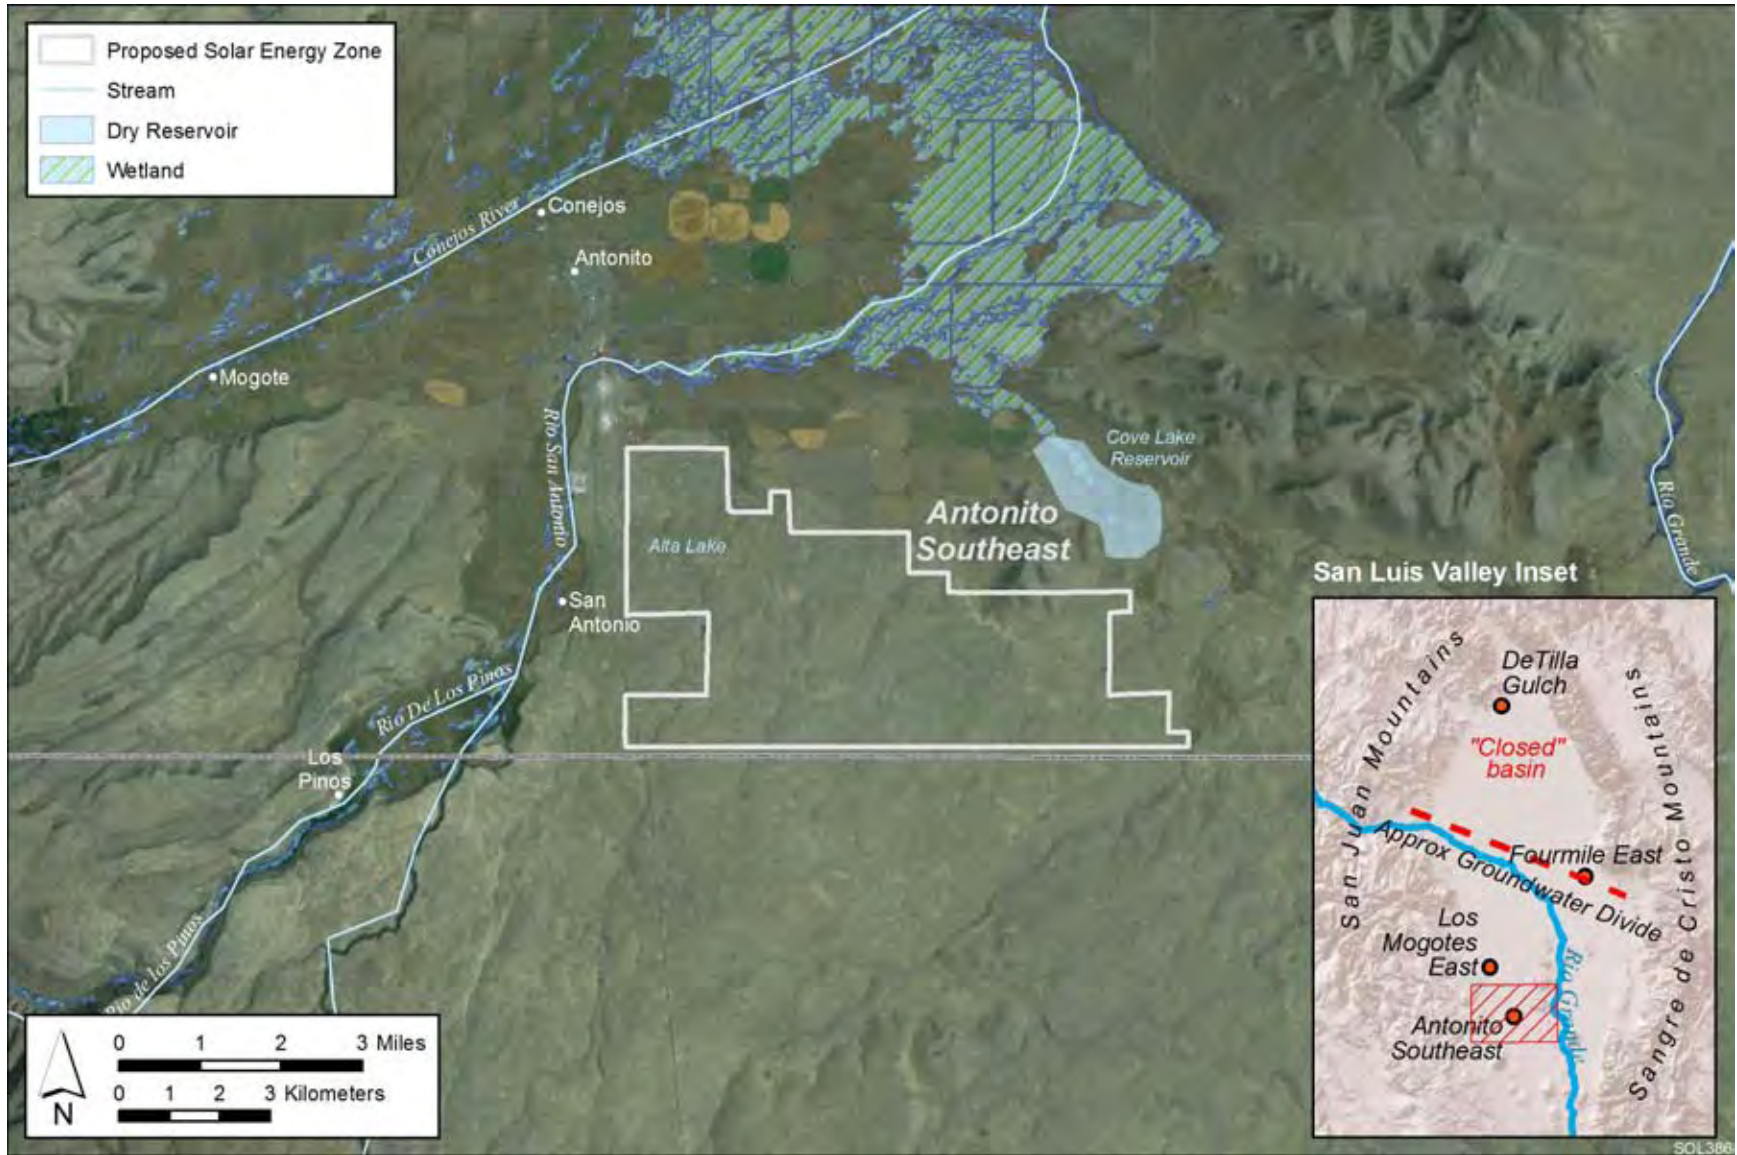 Proposed Solar Energy Zone
Stream
Dry Reservoir
Wetland
Conejos River
Conejos
Antonito
Mogote
Rio San Antonio
Cove Lake
Reservoir
Antonito
Southeast
Alta Lake
Rio Grande
San
Antonio
Rio De Los Pinos
Los
Pinos
Rio de los Pinos
San Luis Valley Inset
San Juan Mountains
Sangre de Cristo Mountains
DeTilla
Gulch
"Closed"
basin
Approx Groundwater Divide
Fourmile East
Los
Mogotes
East
Rio Grande
Antonito
Southeast
N
0 1 2 3 Miles
0 1 2 3 Kilometers
SOL386